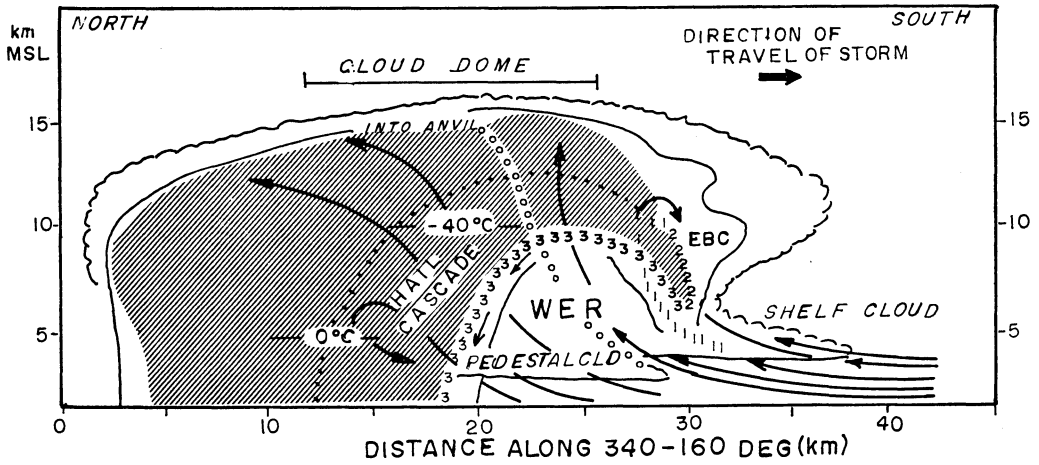 NORTH
SOUTH
km
MSL
DIRECTION OF
TRAVEL OF STORM
CLOUD DOME
15
INTO ANVIL
15
10
-40°C
10
EBC
HAIL
CASCADE
WER
SHELF CLOUD
5
0°C
5
PEDESTAL CLD
0
10
20
30
40
DISTANCE ALONG 340-160 DEG (km)